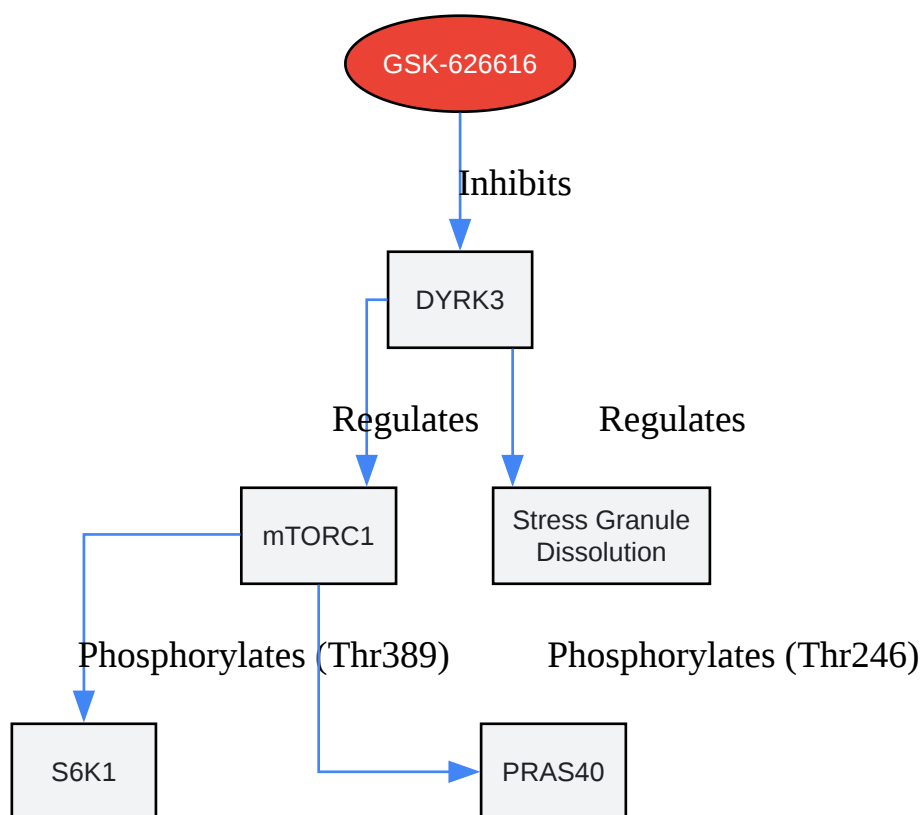 GSK-626616
Inhibits
DYRK3
Regulates
Regulates
mTORC1
Stress Granule
Dissolution
Phosphorylates (Thr389)
Phosphorylates (Thr246)
S6K1
PRAS40